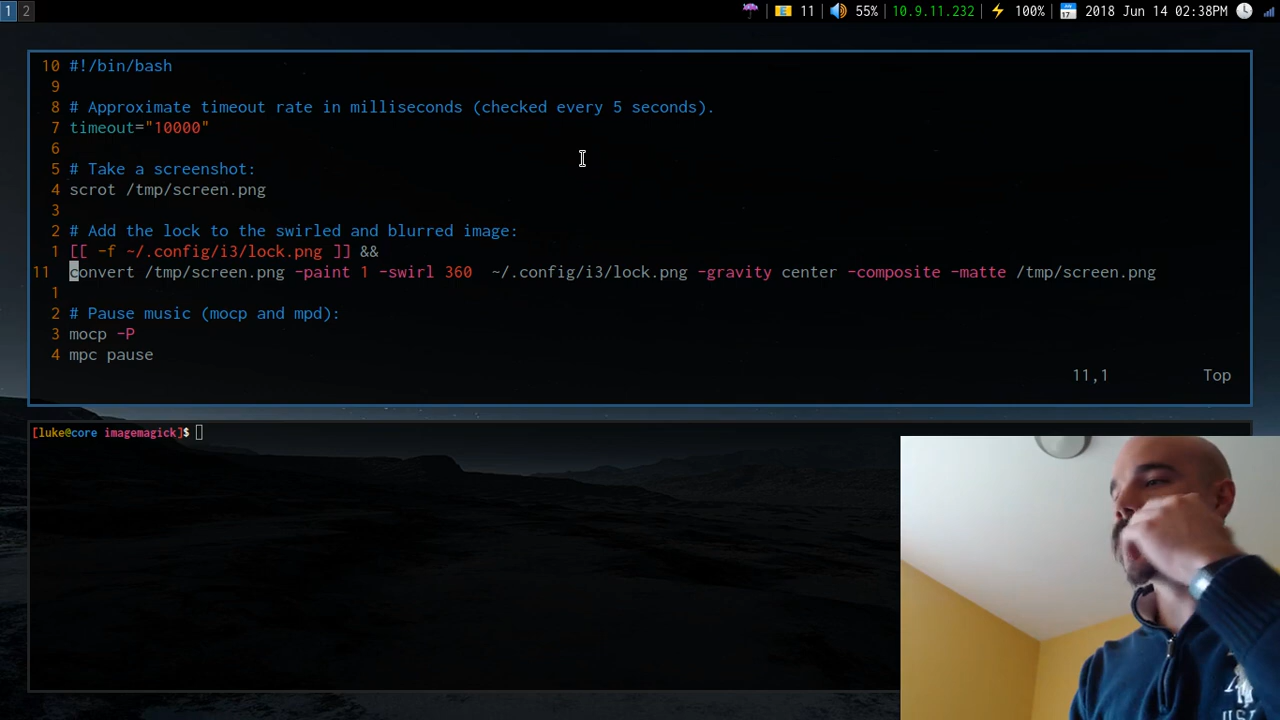 1 2 11 55% 10.9.11.232 100% 2018 Jun 14 02:38PM
10 #!/bin/bash
9
8 # Approximate timeout rate in milliseconds (checked every 5 seconds).
7 timeout="10000"
6
5 # Take a screenshot:
4 scrot /tmp/screen.png
3
2 # Add the lock to the swirled and blurred image:
1 [[ -f ~/.config/i3/lock.png ]] &&
11 convert /tmp/screen.png -paint 1 -swirl 360  ~/.config/i3/lock.png -gravity center -composite -matte /tmp/screen.png
1
2 # Pause music (mocp and mpd):
3 mocp -P
4 mpc pause
11,1 Top
[luke@core imagemagick]$